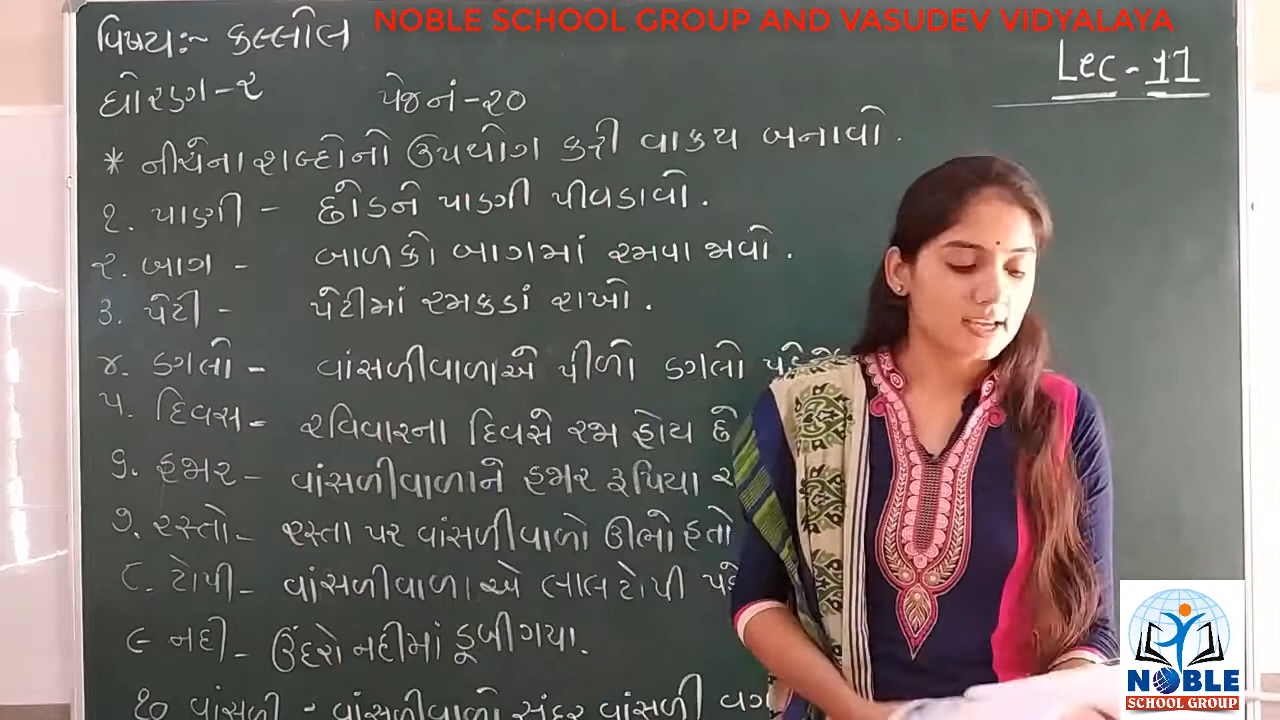 NOBLE SCHOOL GROUP AND VASUDEV VIDYALAYA
વિષય:- કલ્લોલ
Lec - 11
ધોરણ - ૨ પેજનં - ૨૦
* નીચેના શબ્દોનો ઉપયોગ કરી વાકય બનાવો.
૧. પાણી - છોડને પાણી પીવડાવો.
૨. બાગ - બાળકો બાગમાં રમવા જાવો.
૩. પેટી - પેટીમાં રમકડાં રાખો.
૪. ડગલો - વાંસળીવાળાએ પીળો ડગલો
૫. દિવસ - રવિવારના દિવસે રજા હોય છે
૬. હજાર - વાંસળીવાળાને હજાર રૂપિયા
૭. રસ્તો - રસ્તા પર વાંસળીવાળો ઊભો હતો
૮. ટોપી - વાંસળીવાળાએ લાલ ટોપી
૯ નદી - ઉંદરો નદીમાં ડૂબી ગયા.
૧૦ વાંસળી - વાંસળીવાળો સુંદર વાંસળી
NOBLE
SCHOOL GROUP